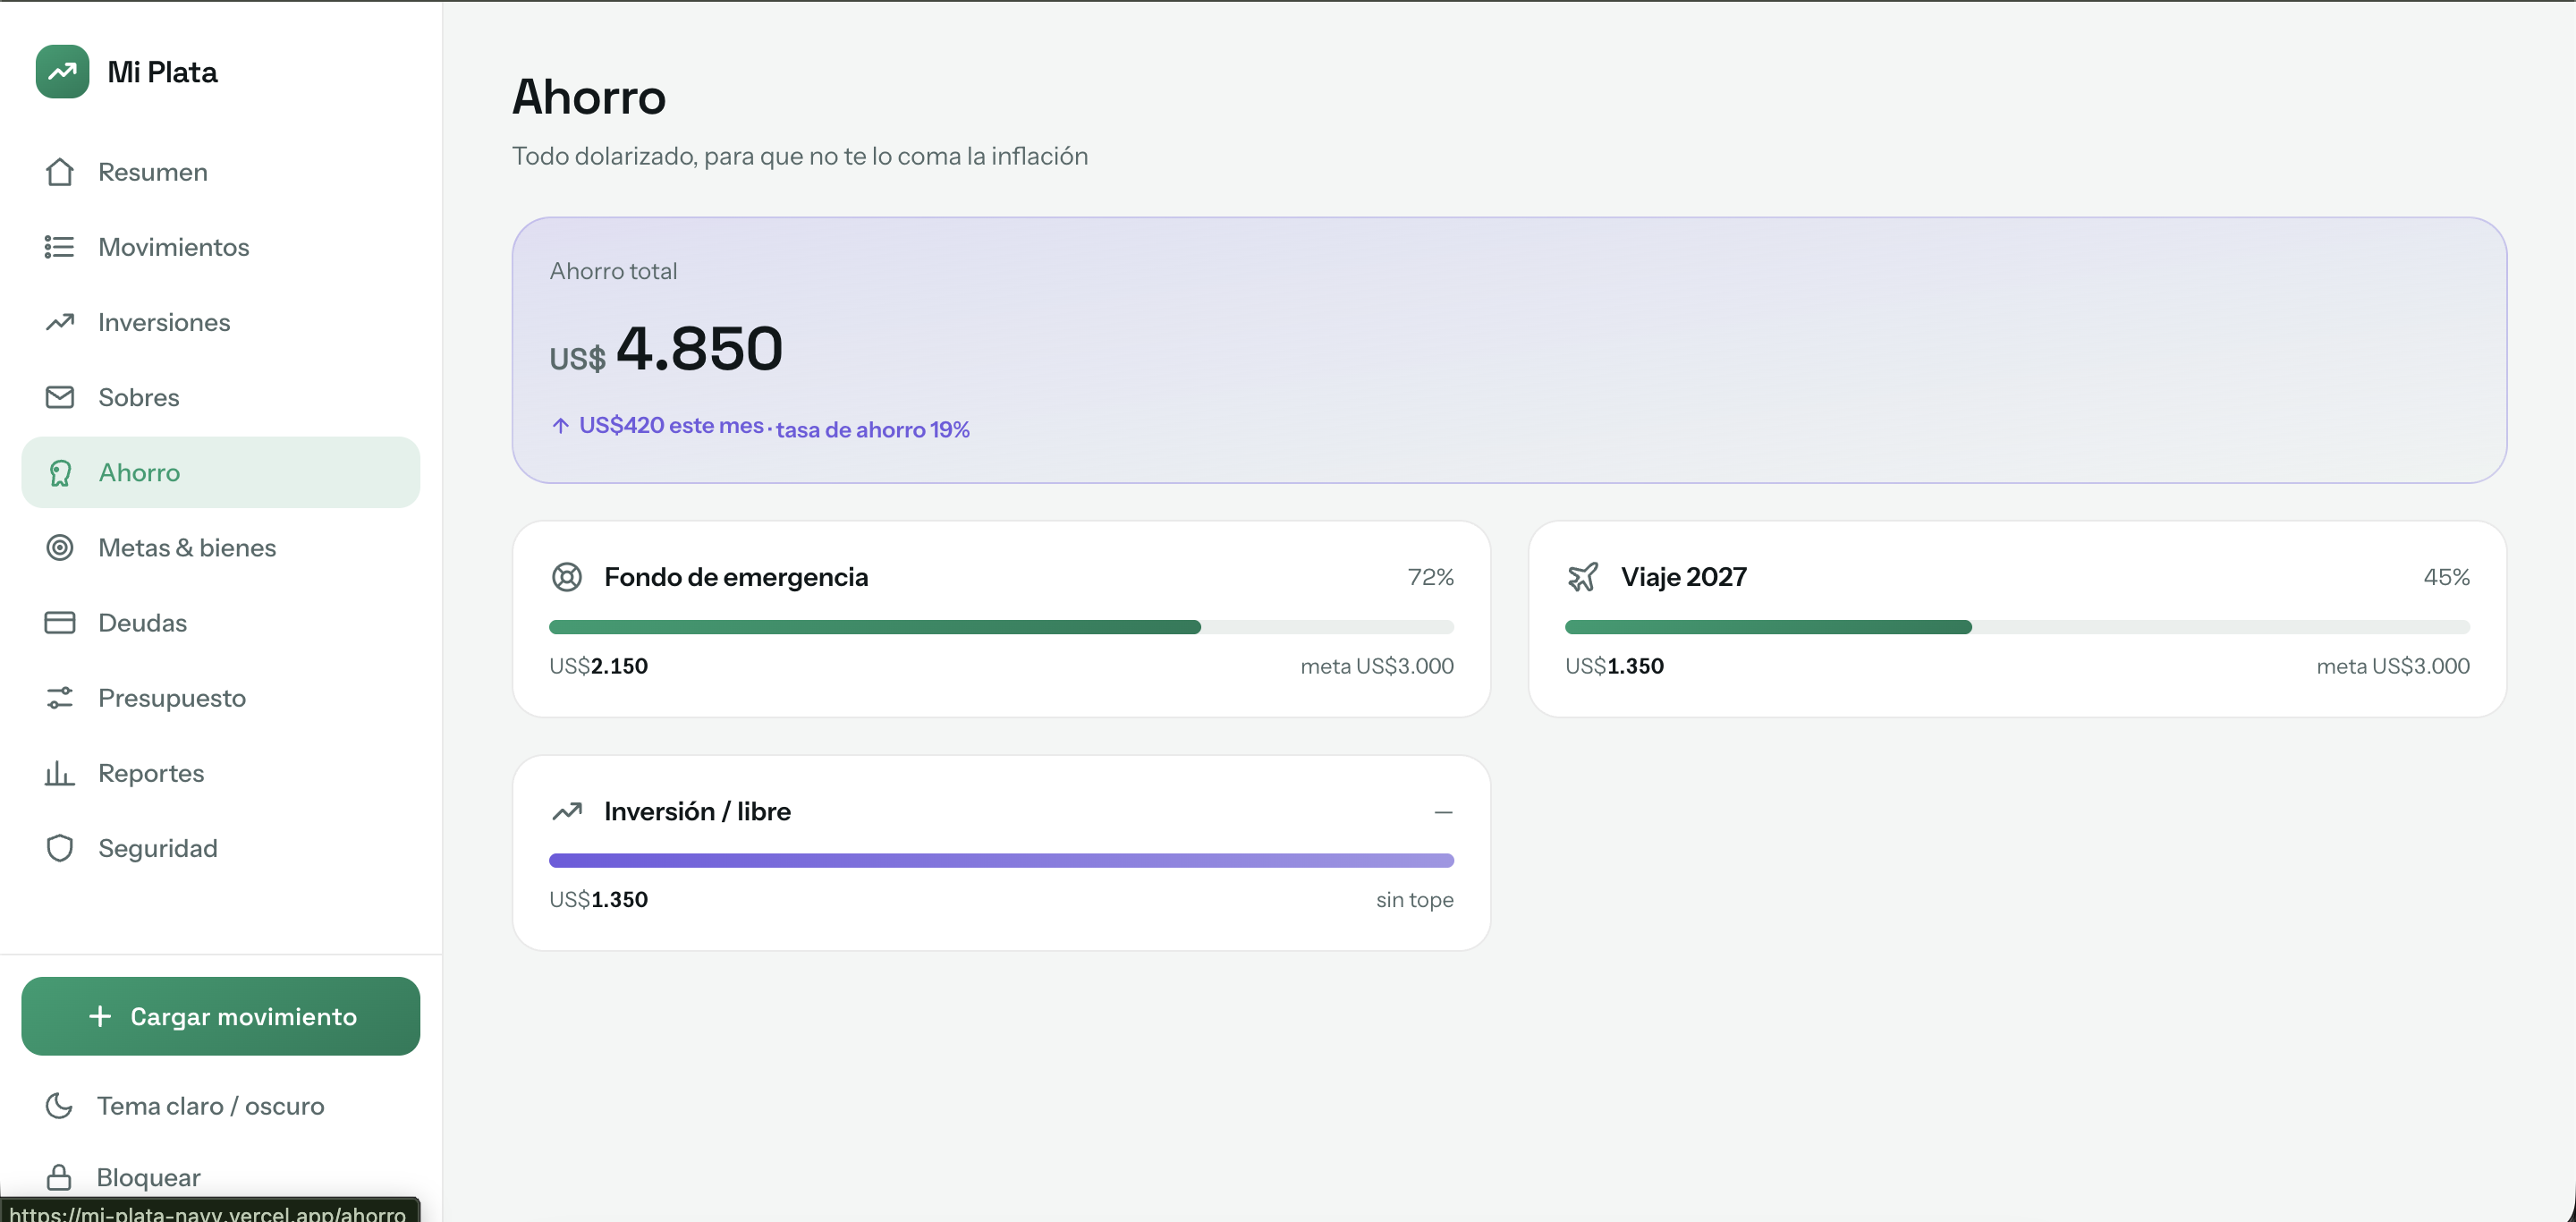 Mi Plata
Resumen
Movimientos
Inversiones
Sobres
Ahorro
Metas & bienes
Deudas
Presupuesto
Reportes
Seguridad
+ Cargar movimiento
Tema claro / oscuro
Bloquear
https://mi-plata-navy.vercel.app/ahorro
Ahorro
Todo dolarizado, para que no te lo coma la inflación
Ahorro total
US$ 4.850
↑ US$420 este mes · tasa de ahorro 19%
Fondo de emergencia 72%
US$2.150 meta US$3.000
Viaje 2027 45%
US$1.350 meta US$3.000
Inversión / libre —
US$1.350 sin tope